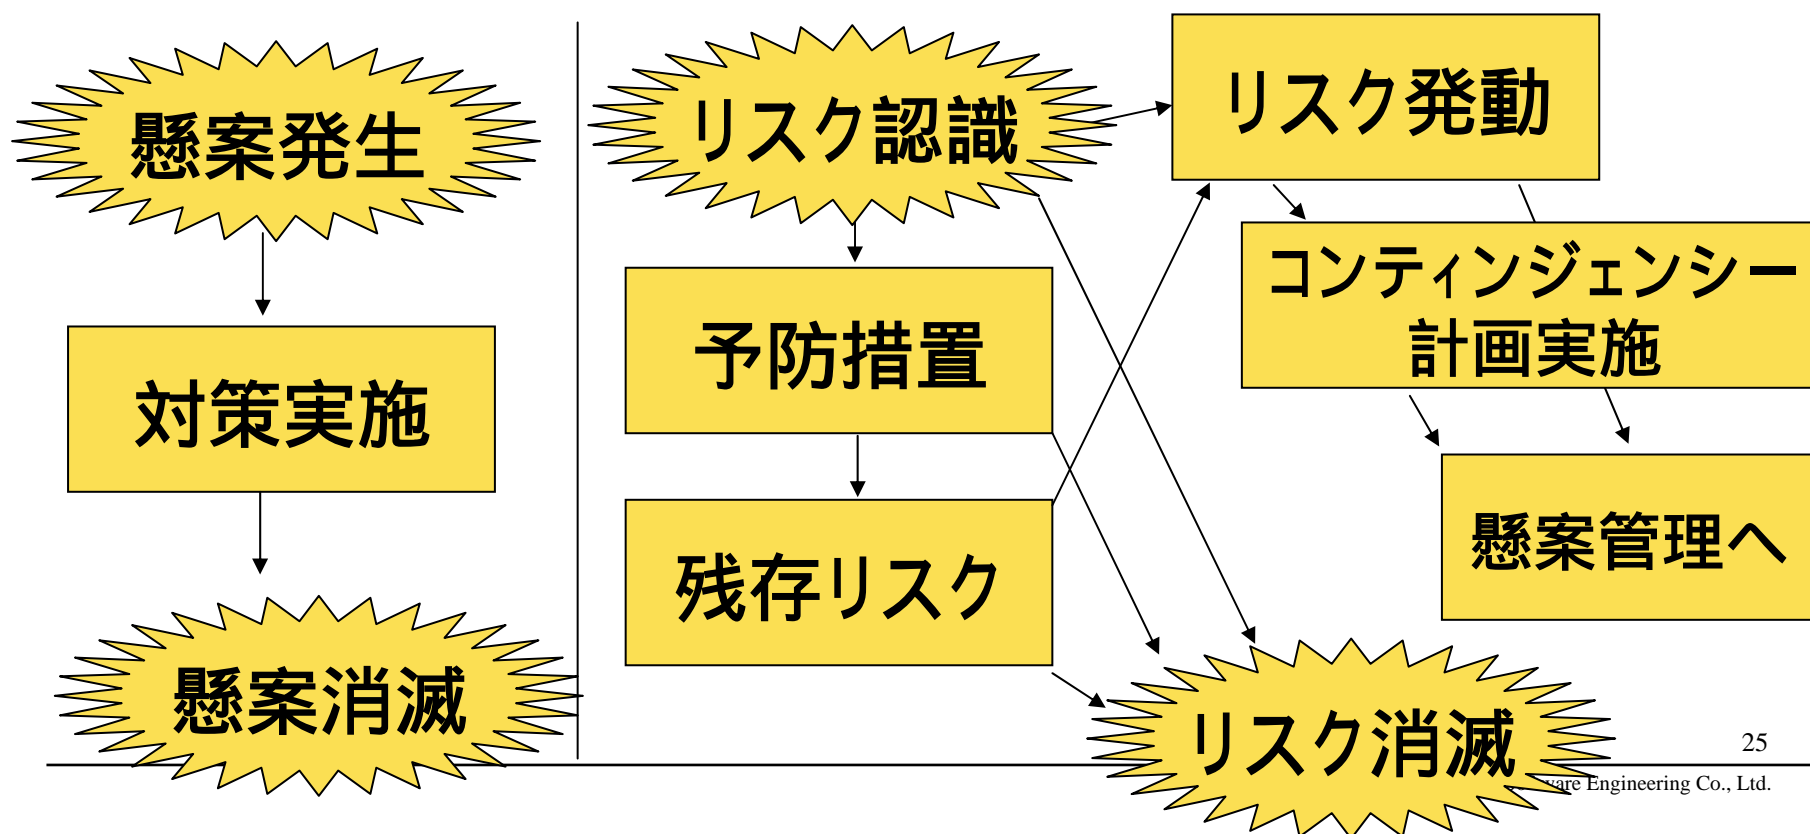 懸案発生
対策実施
懸案消滅
リスク認識
予防措置
残存リスク
リスク発動
コンティンジェンシー
計画実施
懸案管理へ
リスク消滅
25
Engineering Co., Ltd.